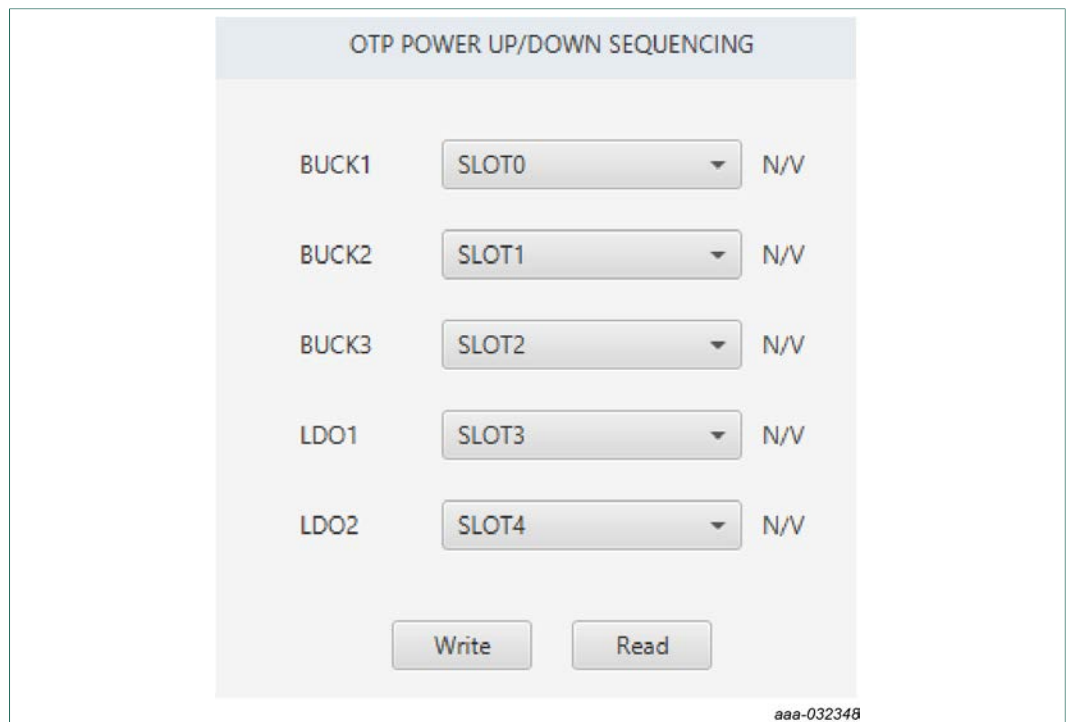 OTP POWER UP/DOWN SEQUENCING
BUCK1 SLOT0 N/V
BUCK2 SLOT1 N/V
BUCK3 SLOT2 N/V
LDO1 SLOT3 N/V
LDO2 SLOT4 N/V
Write Read
aaa-032348